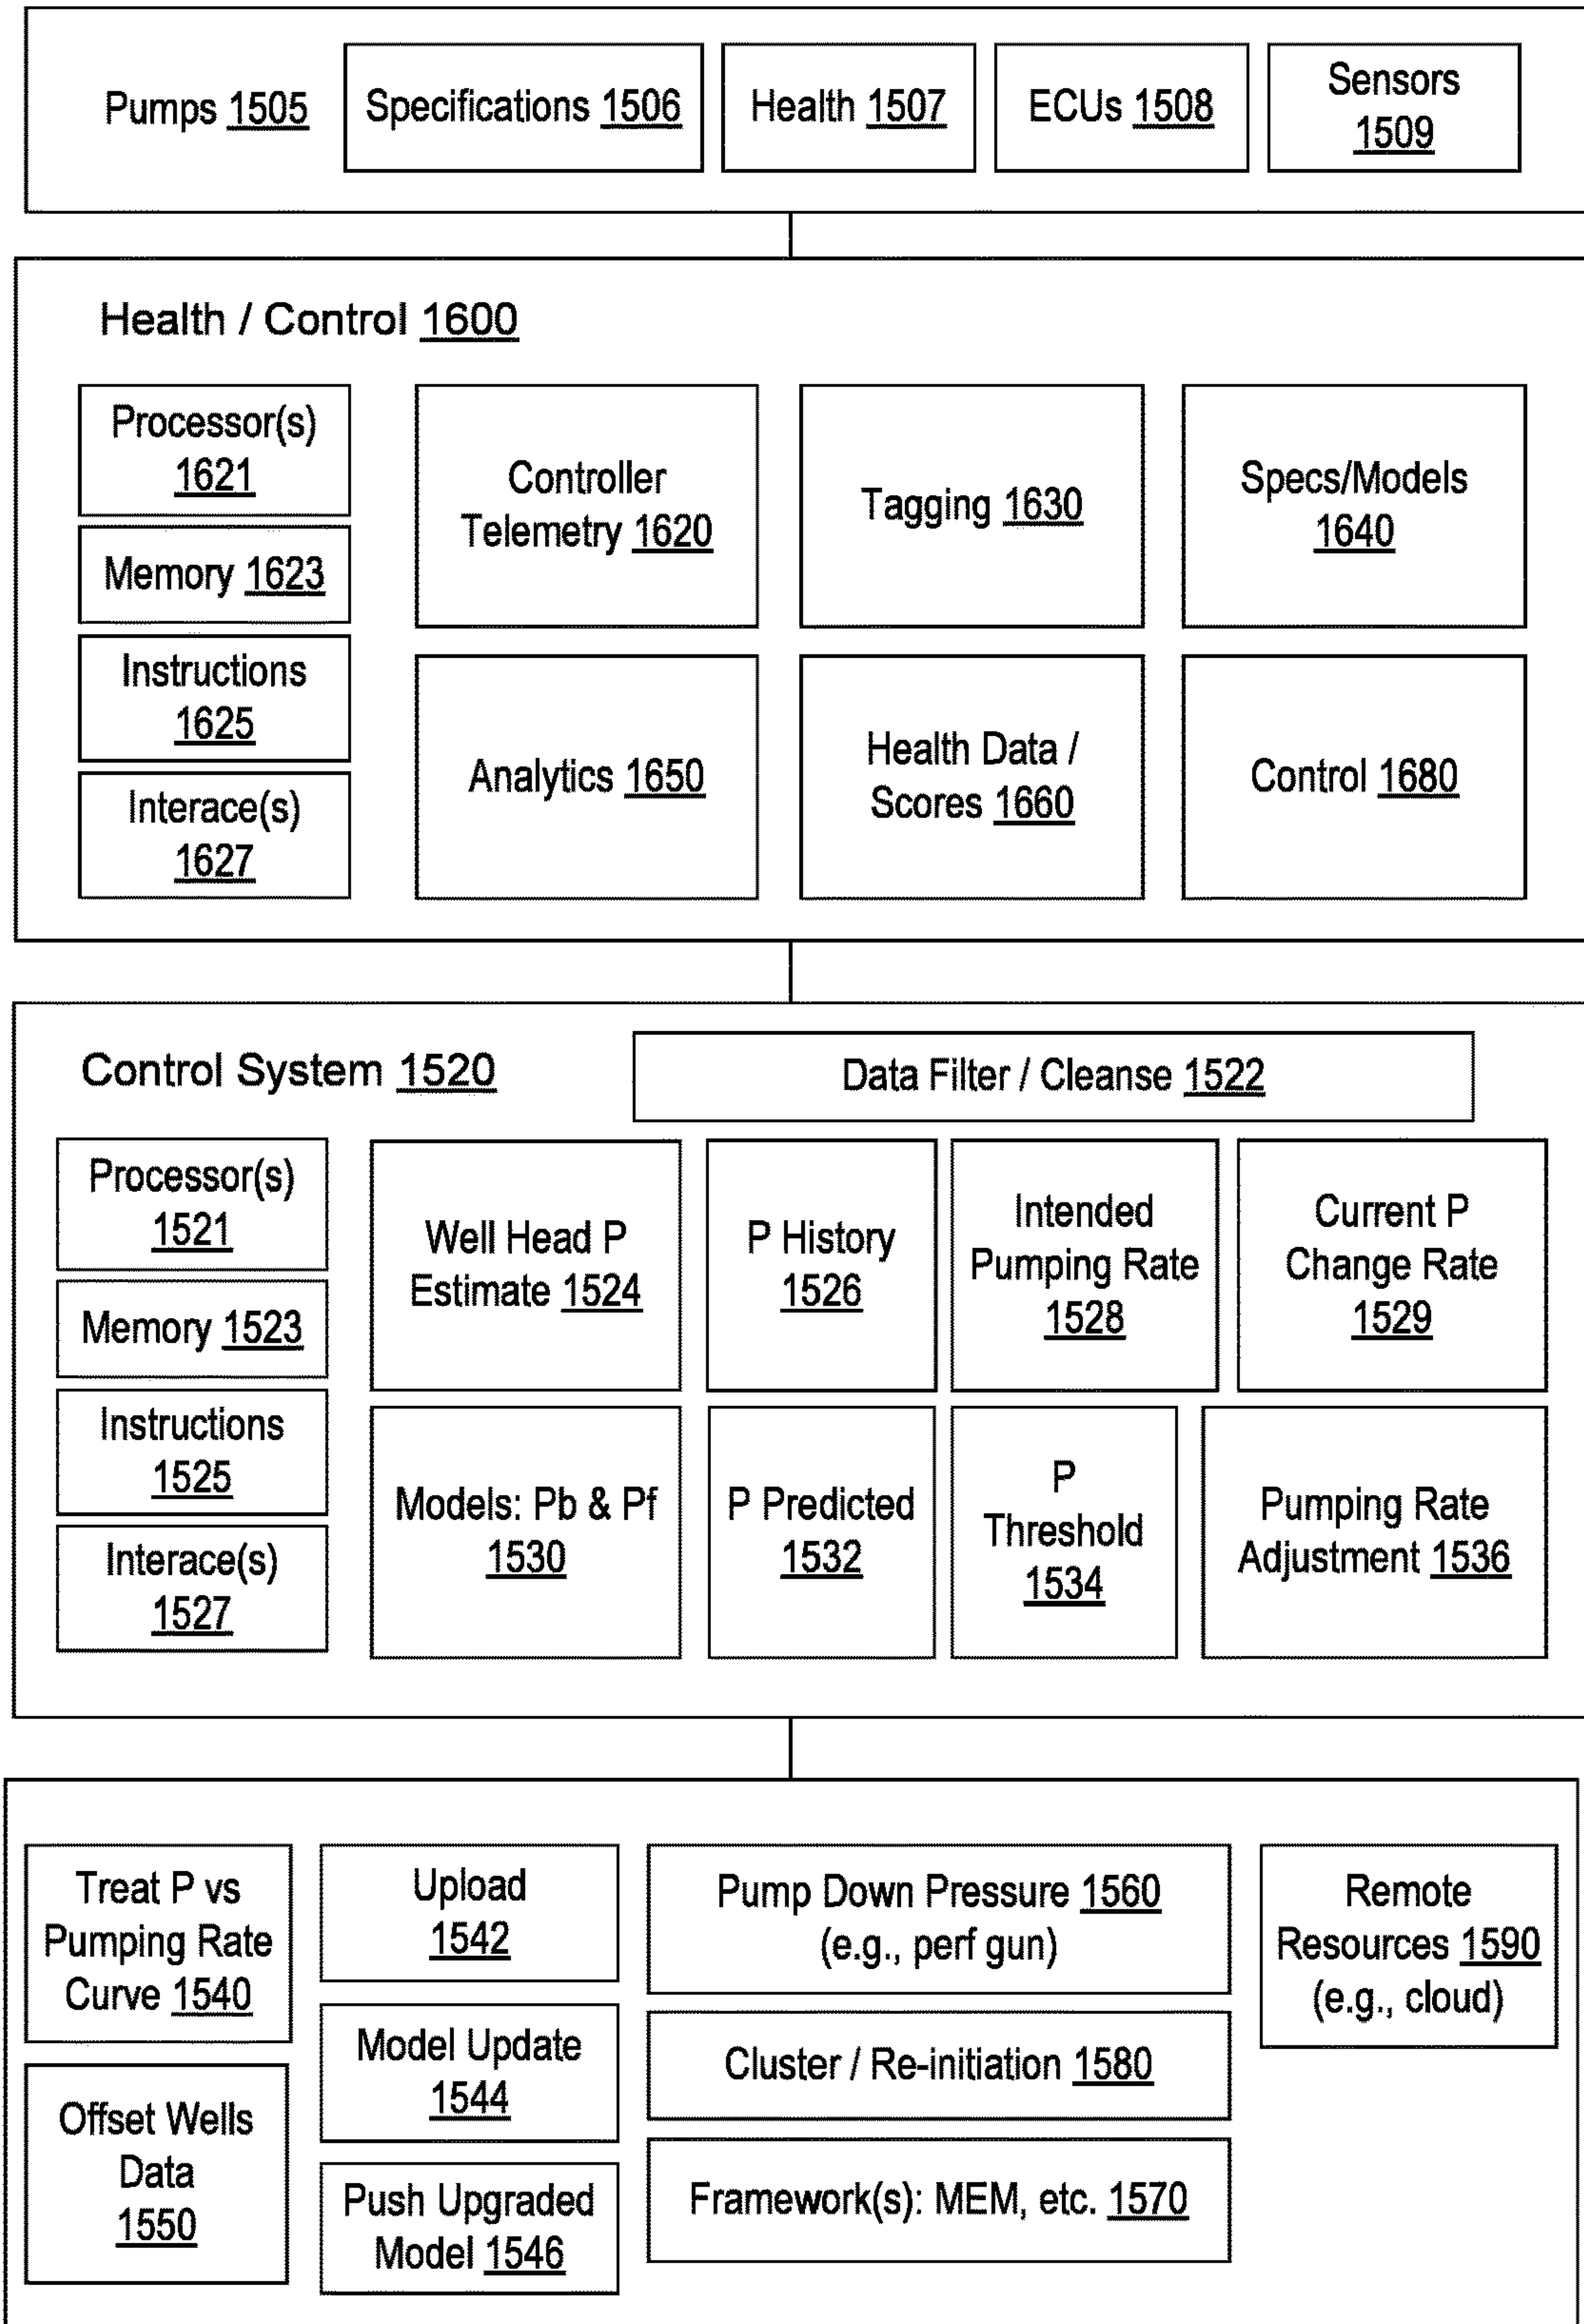 Pumps 1505
Specifications 1506
Health 1507
ECUs 1508
Sensors
1509
Health / Control 1600
Processor(s)
1621
Memory 1623
Instructions
1625
Interace(s)
1627
Controller
Telemetry 1620
Tagging 1630
Specs/Models
1640
Analytics 1650
Health Data /
Scores 1660
Control 1680
Control System 1520
Data Filter / Cleanse 1522
Processor(s)
1521
Memory 1523
Instructions
1525
Interace(s)
1527
Well Head P
Estimate 1524
P History
1526
Intended
Pumping Rate
1528
Current P
Change Rate
1529
Models: Pb & Pf
1530
P Predicted
1532
P
Threshold
1534
Pumping Rate
Adjustment 1536
Treat P vs
Pumping Rate
Curve 1540
Offset Wells
Data
1550
Upload
1542
Model Update
1544
Push Upgraded
Model 1546
Pump Down Pressure 1560
(e.g., perf gun)
Cluster / Re-initiation 1580
Framework(s): MEM, etc. 1570
Remote
Resources 1590
(e.g., cloud)